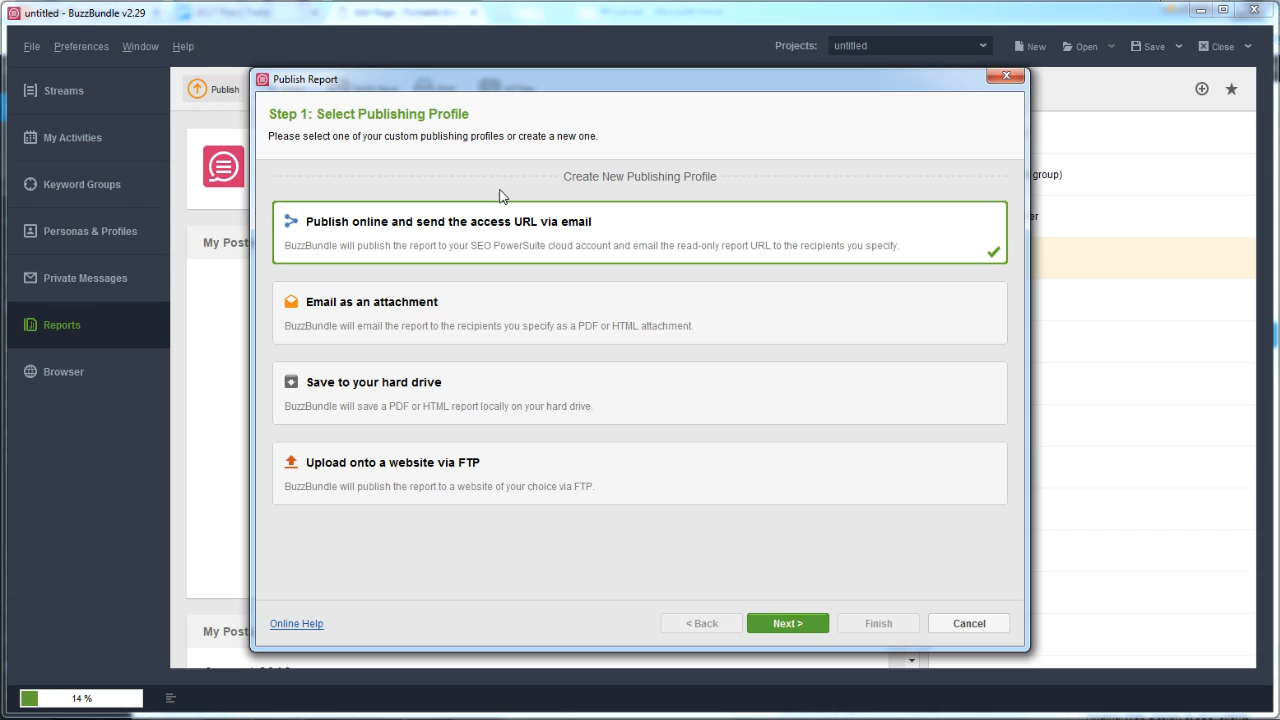 untitled - BuzzBundle v2.29
File Preferences Window Help
Projects: untitled New Open Save Close
Streams
My Activities
Keyword Groups
Personas & Profiles
Private Messages
Reports
Browser
Publish
My Post
My Post
group)
Publish Report
Step 1: Select Publishing Profile
Please select one of your custom publishing profiles or create a new one.
Create New Publishing Profile
Publish online and send the access URL via email
BuzzBundle will publish the report to your SEO PowerSuite cloud account and email the read-only report URL to the recipients you specify.
Email as an attachment
BuzzBundle will email the report to the recipients you specify as a PDF or HTML attachment.
Save to your hard drive
BuzzBundle will save a PDF or HTML report locally on your hard drive.
Upload onto a website via FTP
BuzzBundle will publish the report to a website of your choice via FTP.
Online Help
< Back Next > Finish Cancel
14 %